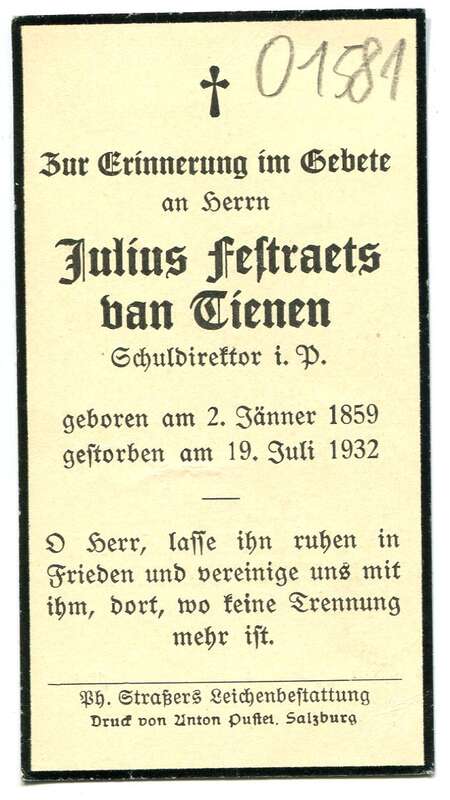 01581
Zur Erinnerung im Gebete
an Herrn
Julius Festraets
van Tienen
Schuldirektor i. P.
geboren am 2. Jänner 1859
gestorben am 19. Juli 1932
O Herr, lasse ihn ruhen in
Frieden und vereinige uns mit
ihm, dort, wo keine Trennung
mehr ist.
Ph. Straßers Leichenbestattung
Druck von Anton Pustet, Salzburg